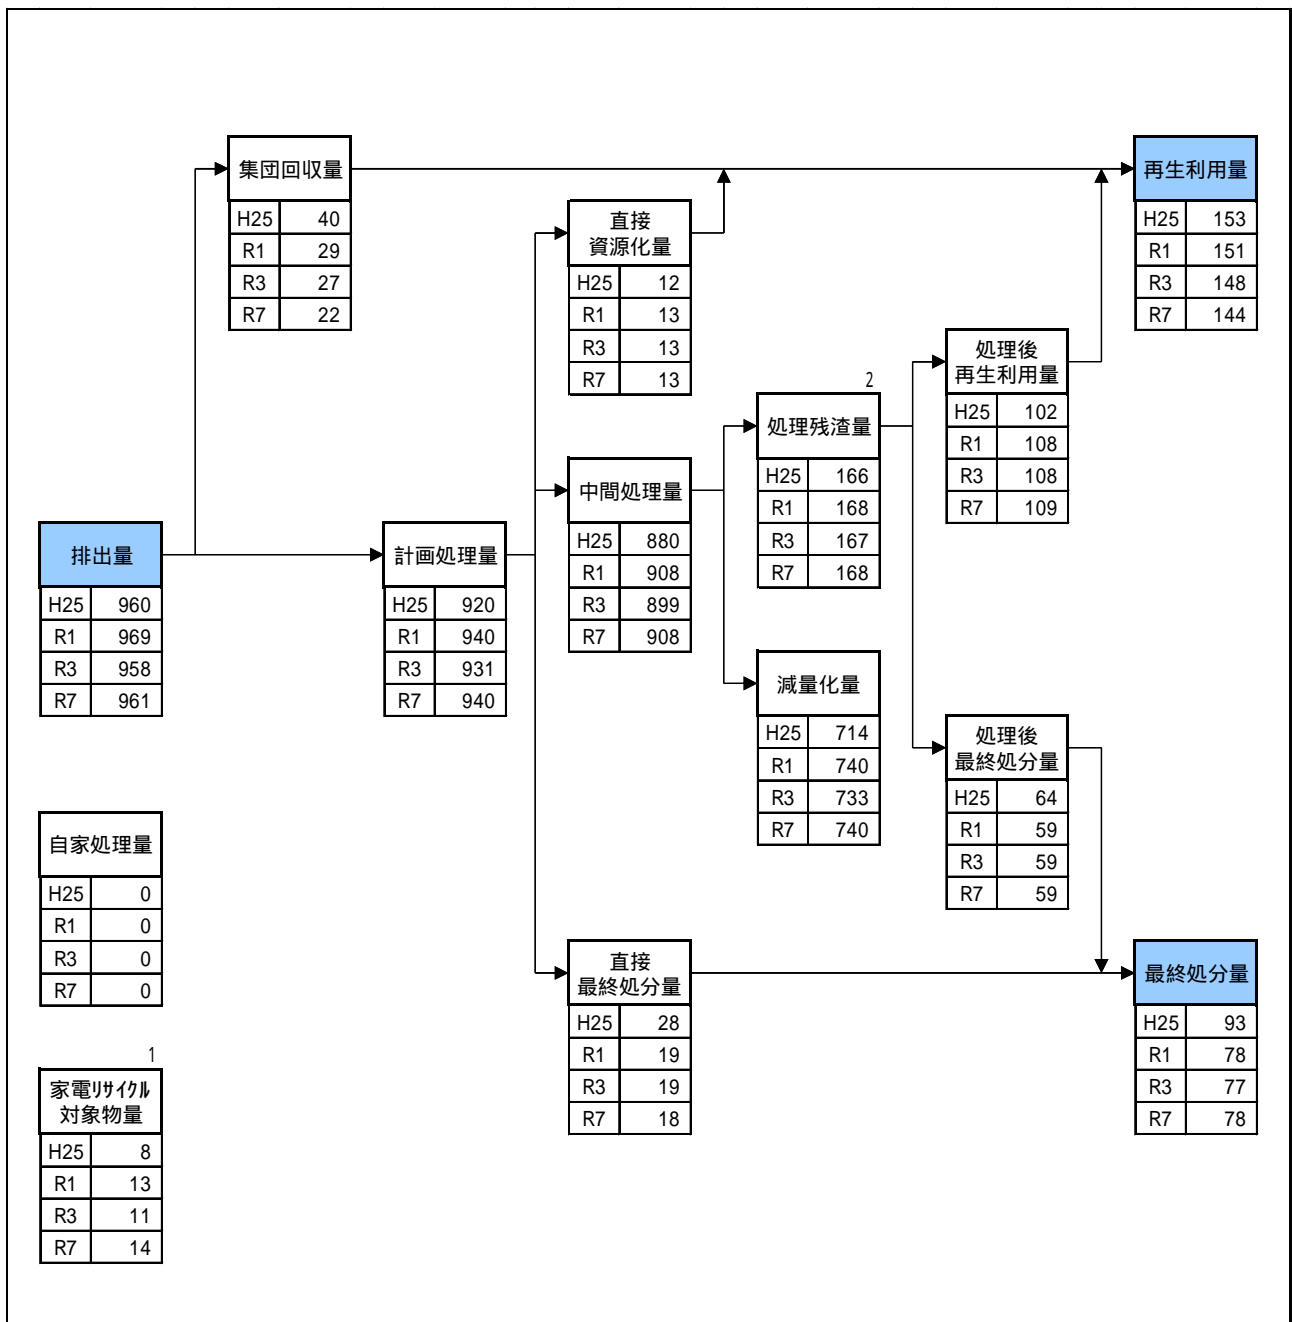 集団回収量
H25 40
R1 29
R3 27
R7 22
直接
資源化量
H25 12
R1 13
R3 13
R7 13
再生利用量
H25 153
R1 151
R3 148
R7 144
処理後
再生利用量
H25 102
R1 108
R3 108
R7 109
2
処理残渣量
H25 166
R1 168
R3 167
R7 168
中間処理量
H25 880
R1 908
R3 899
R7 908
排出量
H25 960
R1 969
R3 958
R7 961
計画処理量
H25 920
R1 940
R3 931
R7 940
減量化量
H25 714
R1 740
R3 733
R7 740
処理後
最終処分量
H25 64
R1 59
R3 59
R7 59
自家処理量
H25 0
R1 0
R3 0
R7 0
直接
最終処分量
H25 28
R1 19
R3 19
R7 18
最終処分量
H25 93
R1 78
R3 77
R7 78
1
家電ﾘｻｲｸﾙ
対象物量
H25 8
R1 13
R3 11
R7 14